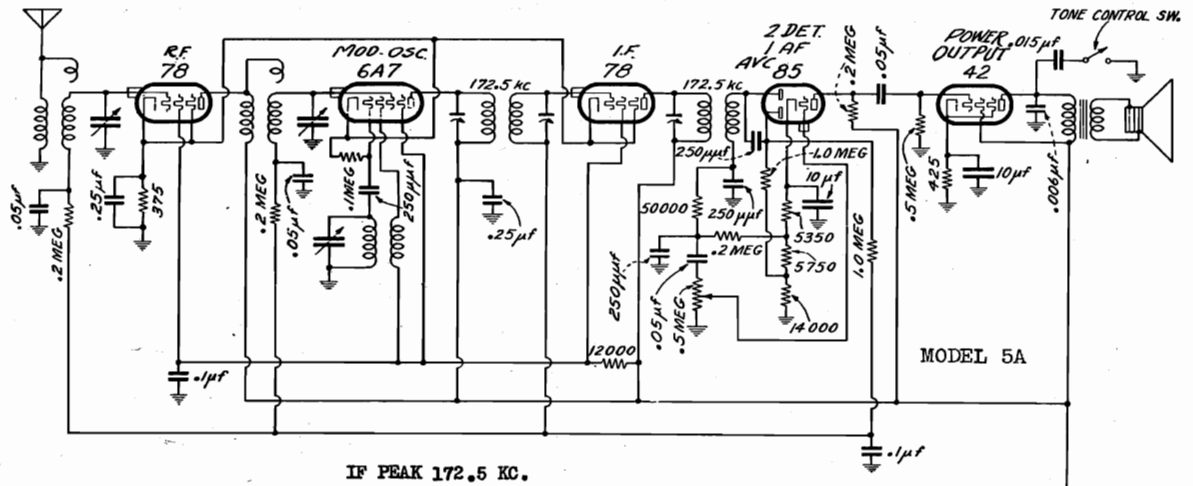 TONE CONTROL SW.
R.F.
78
MOD-OSC.
6A7
I.F.
78
2 DET.
1 AF
AVC 85
POWER
OUTPUT
42
.015µf
172.5 KC
172.5 KC
.2 MEG
.05µf
.05µf
.2 MEG
.25µf
375
.2 MEG
.05µf
.1MEG
250µµf
.25µf
250µµf
1.0 MEG
10µf
50000
250µµf
5350
.2 MEG
5750
250µµf
.05µf
.5MEG
14000
1.0 MEG
.5 MEG
425
10µf
.006µf
12000
MODEL 5A
.1µf
.1µf
IF PEAK 172.5 KC.